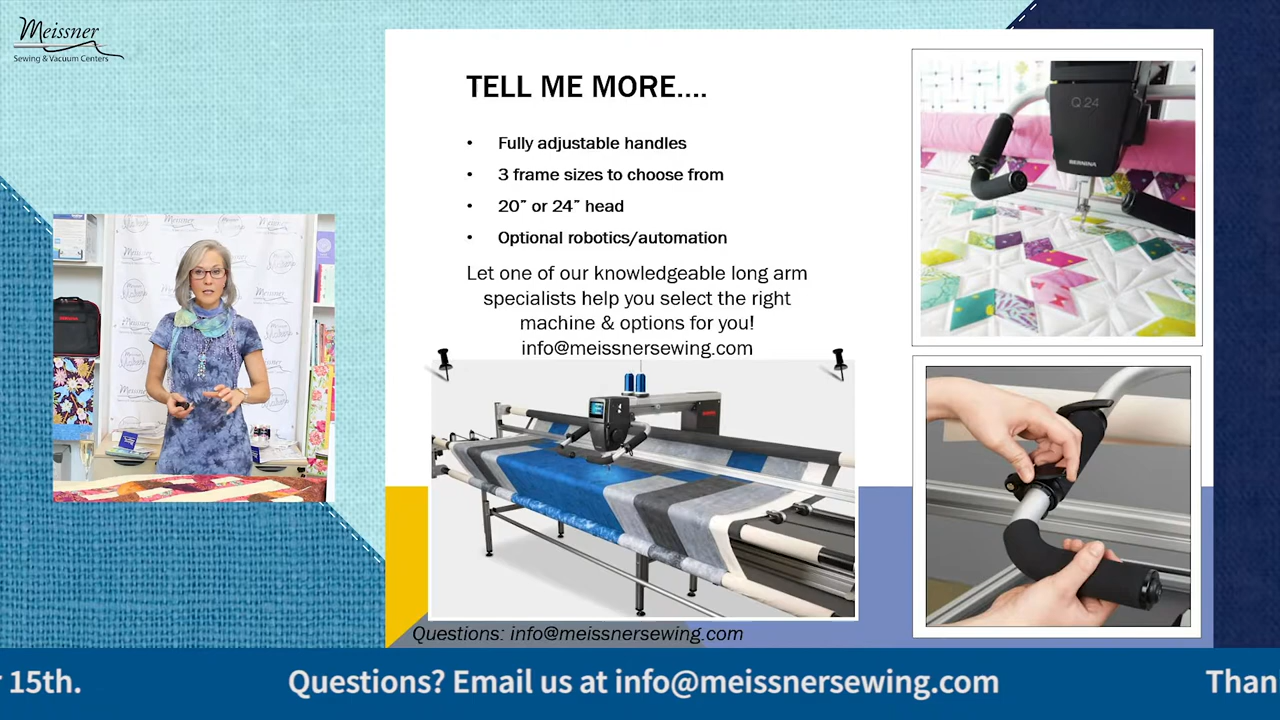 Meissner
Sewing & Vacuum Centers
TELL ME MORE....
• Fully adjustable handles
• 3 frame sizes to choose from
• 20” or 24” head
• Optional robotics/automation
Let one of our knowledgeable long arm
specialists help you select the right
machine & options for you!
info@meissnersewing.com
Q.24
BERNINA
Questions: info@meissnersewing.com
15th.
Questions? Email us at info@meissnersewing.com
Than